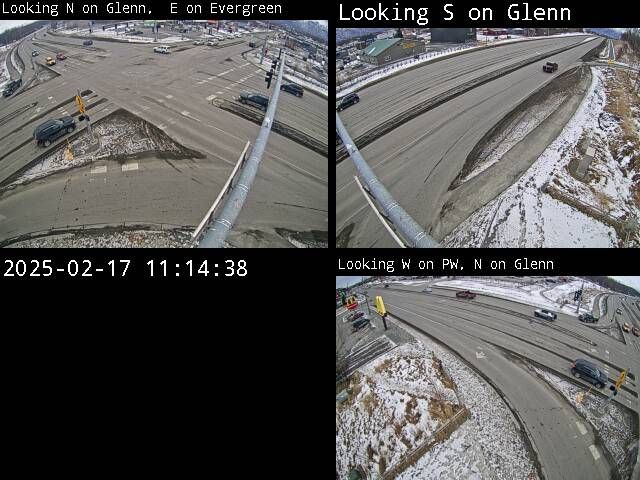 Looking N on Glenn,  E on Evergreen
Looking S on Glenn
2025-02-17 11:14:38
Looking W on PW, N on Glenn